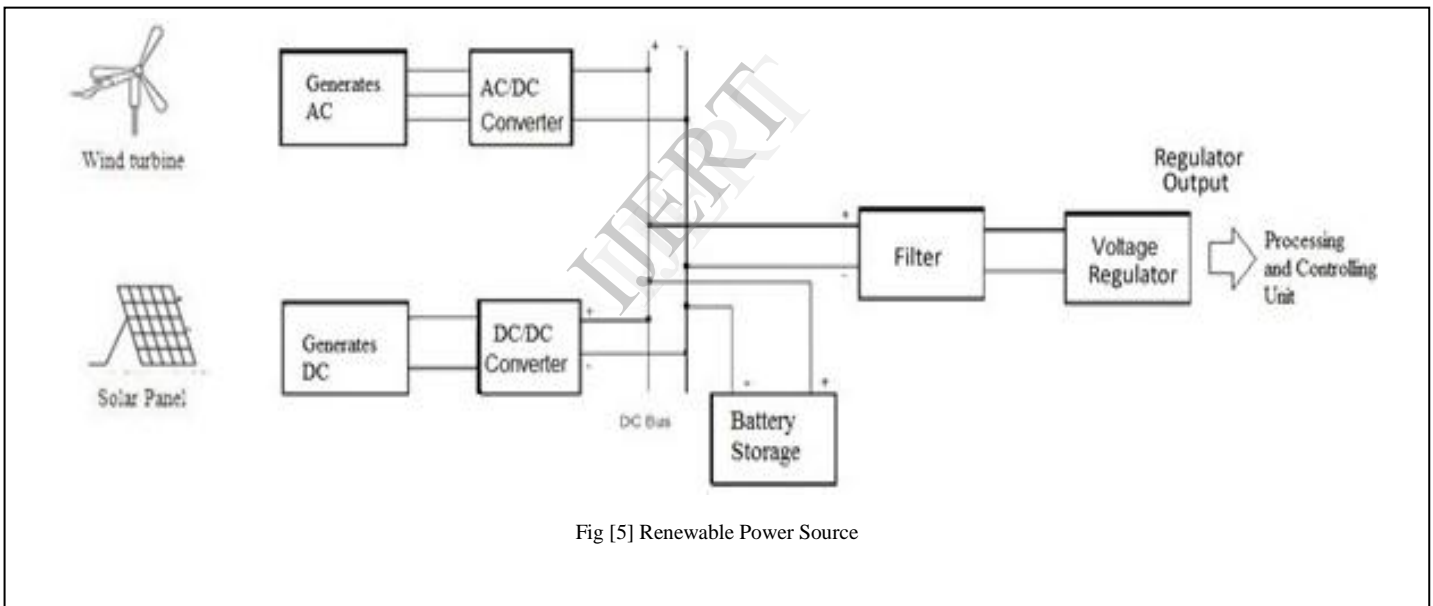 Wind turbine
Generates
AC
AC/DC
Converter
+ -
IJERT
Regulator
Output
+
-
Filter
Voltage
Regulator
Processing
and Controlling
Unit
Solar Panel
Generates
DC
DC/DC
Converter
+
-
DC Bus
- +
Battery
Storage
Fig [5] Renewable Power Source